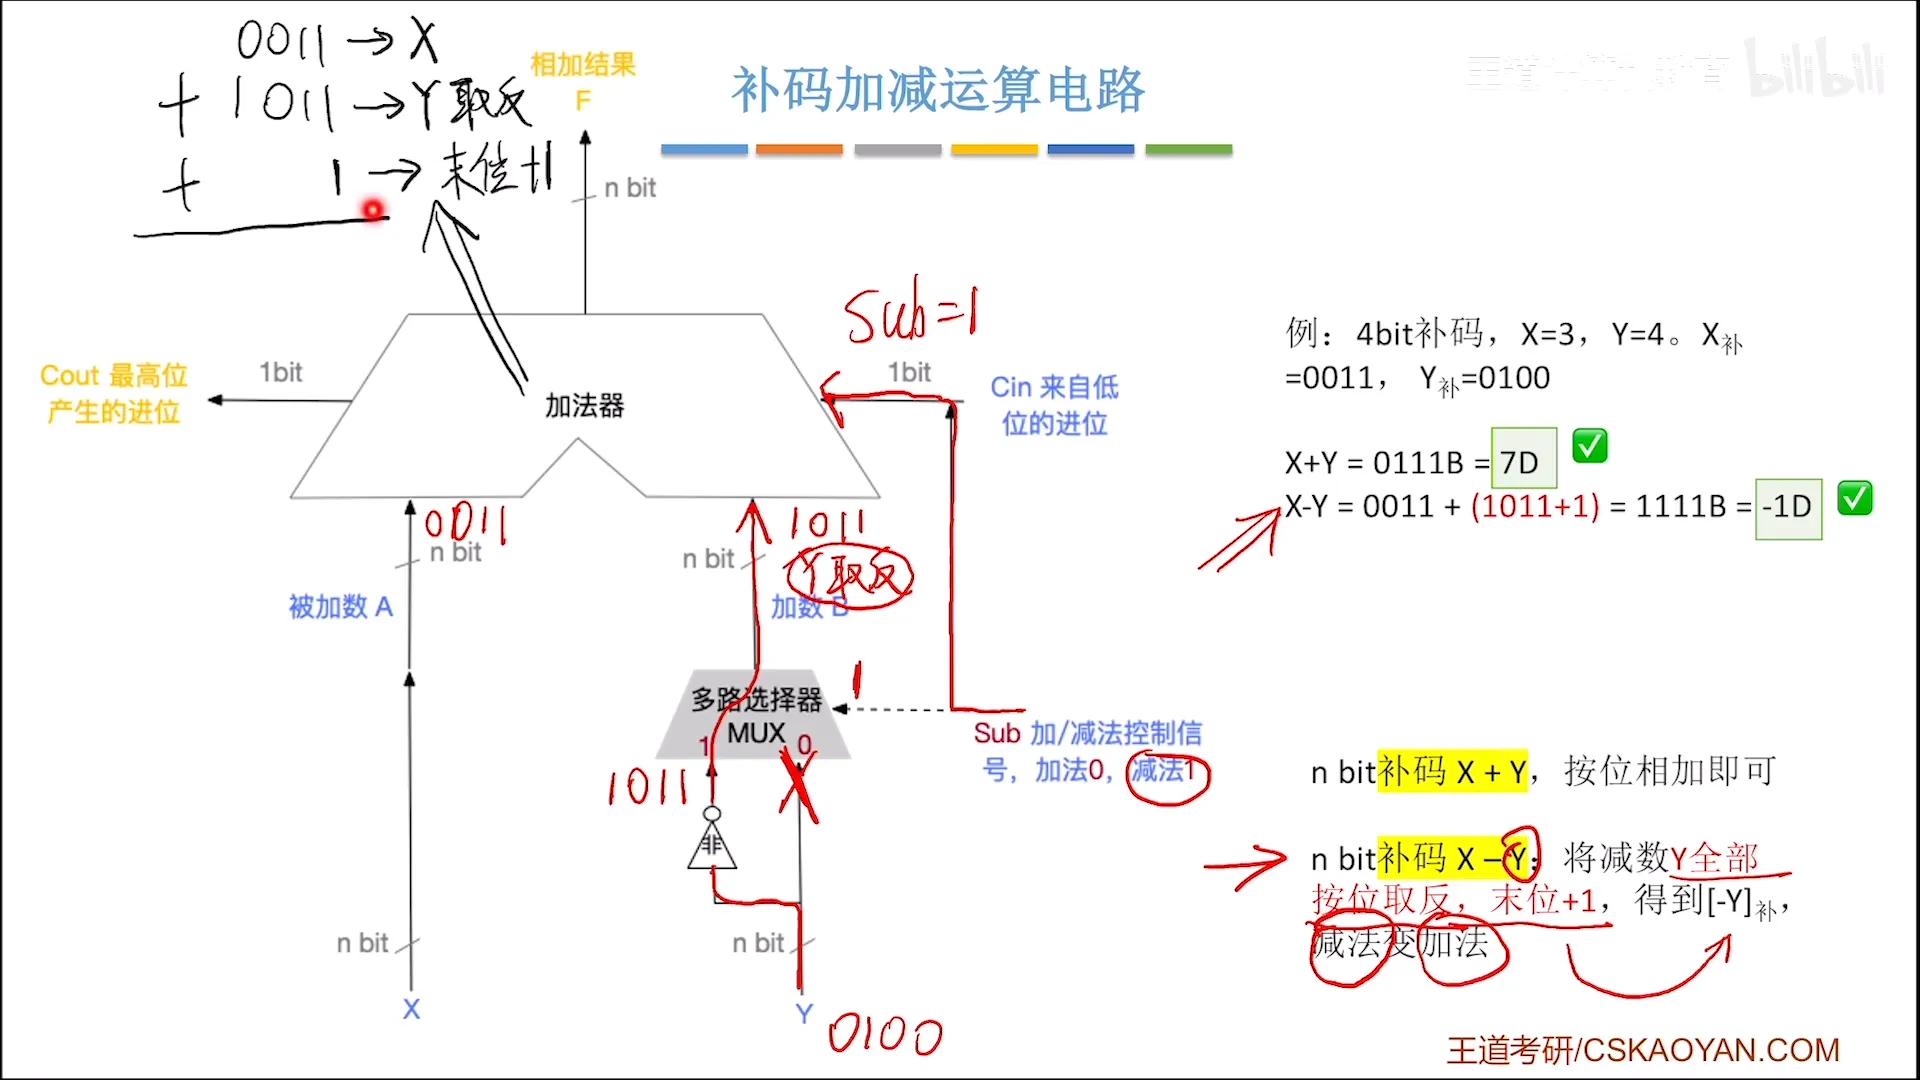 补码加减运算电路
bilibili
0011 → X
+ 1011 → Y取反
+ 1 → 末位+1
相加结果
F
n bit
Sub=1
Cout 最高位
产生的进位
1bit
加法器
1bit
Cin 来自低
位的进位
0011
n bit
被加数 A
n bit
1011
Y取反
加数 B
多路选择器
MUX
1
0
1
Sub 加/减法控制信
号，加法0，减法1
1011
非
n bit
X
n bit
Y
0100
例：4bit补码，X=3，Y=4。X补
=0011， Y补=0100
X+Y = 0111B = 7D
X-Y = 0011 + (1011+1) = 1111B = -1D
n bit补码 X + Y，按位相加即可
n bit补码 X – Y：将减数Y全部
按位取反，末位+1，得到[-Y]补，
减法变加法
王道考研/CSKAOYAN.COM